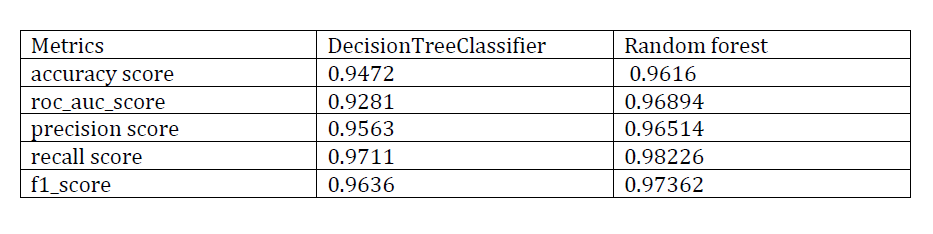 Metrics DecisionTreeClassifier Random forest
accuracy score 0.9472 0.9616
roc_auc_score 0.9281 0.96894
precision score 0.9563 0.96514
recall score 0.9711 0.98226
f1_score 0.9636 0.97362